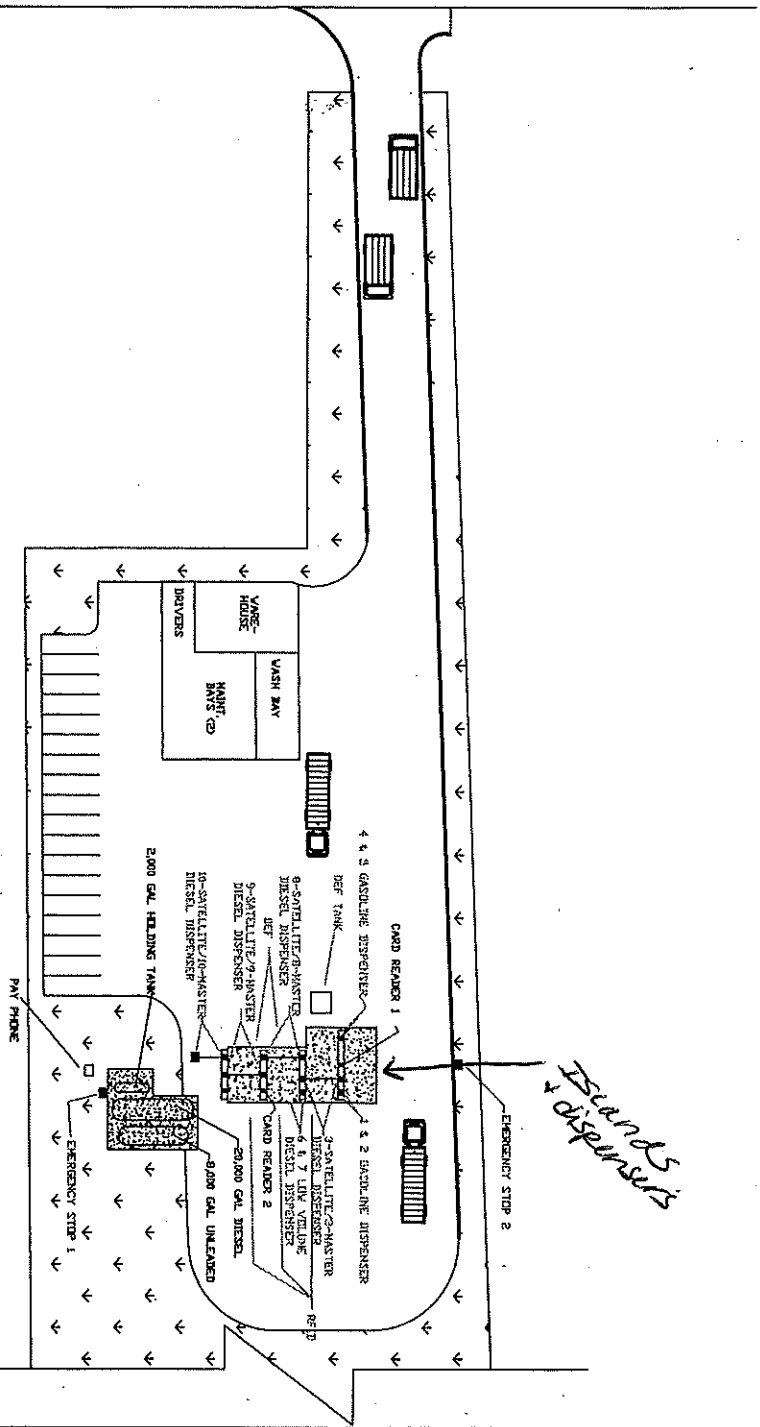 WARE-
HOUSE
DRIVERS
WASH BAY
MAINT.
BAYS (2)
4 & 5 GASOLINE DISPENSER
DEF TANK
CARD READER 1
8-SATELLITE/8-MASTER
DIESEL DISPENSER
DEF
9-SATELLITE/9-MASTER
DIESEL DISPENSER
10-SATELLITE/10-MASTER
DIESEL DISPENSER
2,000 GAL HOLDING TANK
PAY PHONE
EMERGENCY STOP 2
1 & 2 GASOLINE DISPENSER
3-SATELLITE/3-MASTER
DIESEL DISPENSER
6 & 7 LOW VOLUME
DIESEL DISPENSER
CARD READER 2
RFID
20,000 GAL DIESEL
8,000 GAL UNLEADED
EMERGENCY STOP 1
Islands
+ dispensers